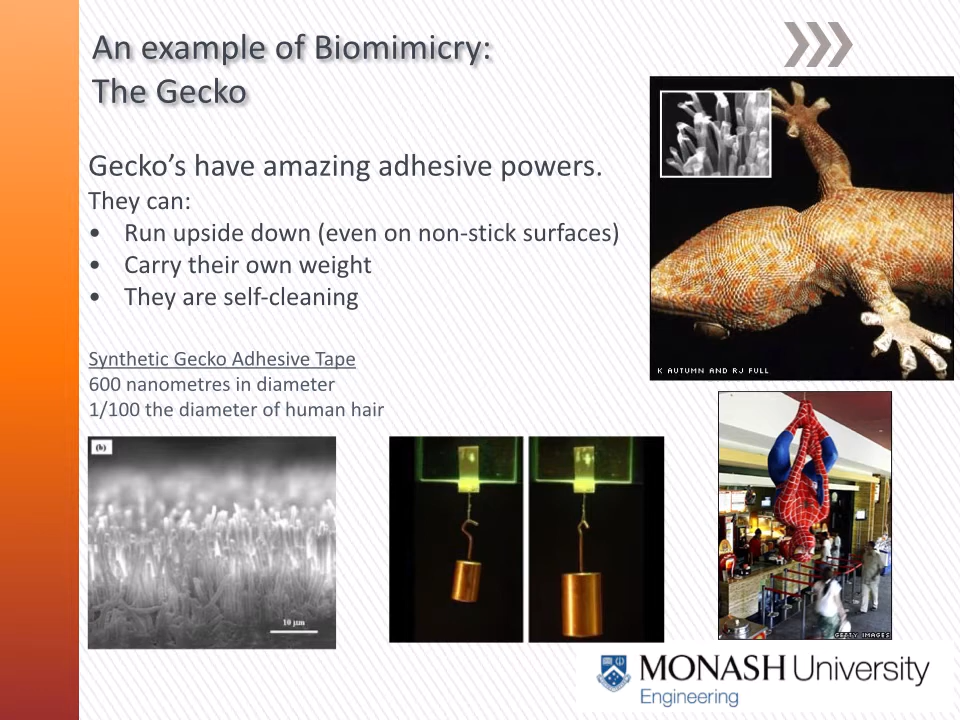 An example of Biomimicry:
The Gecko
Gecko’s have amazing adhesive powers.
They can:
• Run upside down (even on non-stick surfaces)
• Carry their own weight
• They are self-cleaning
K AUTUMN AND RJ FULL
Synthetic Gecko Adhesive Tape
600 nanometres in diameter
1/100 the diameter of human hair
(b)
10 µm
GETTY IMAGES
MONASH University
Engineering